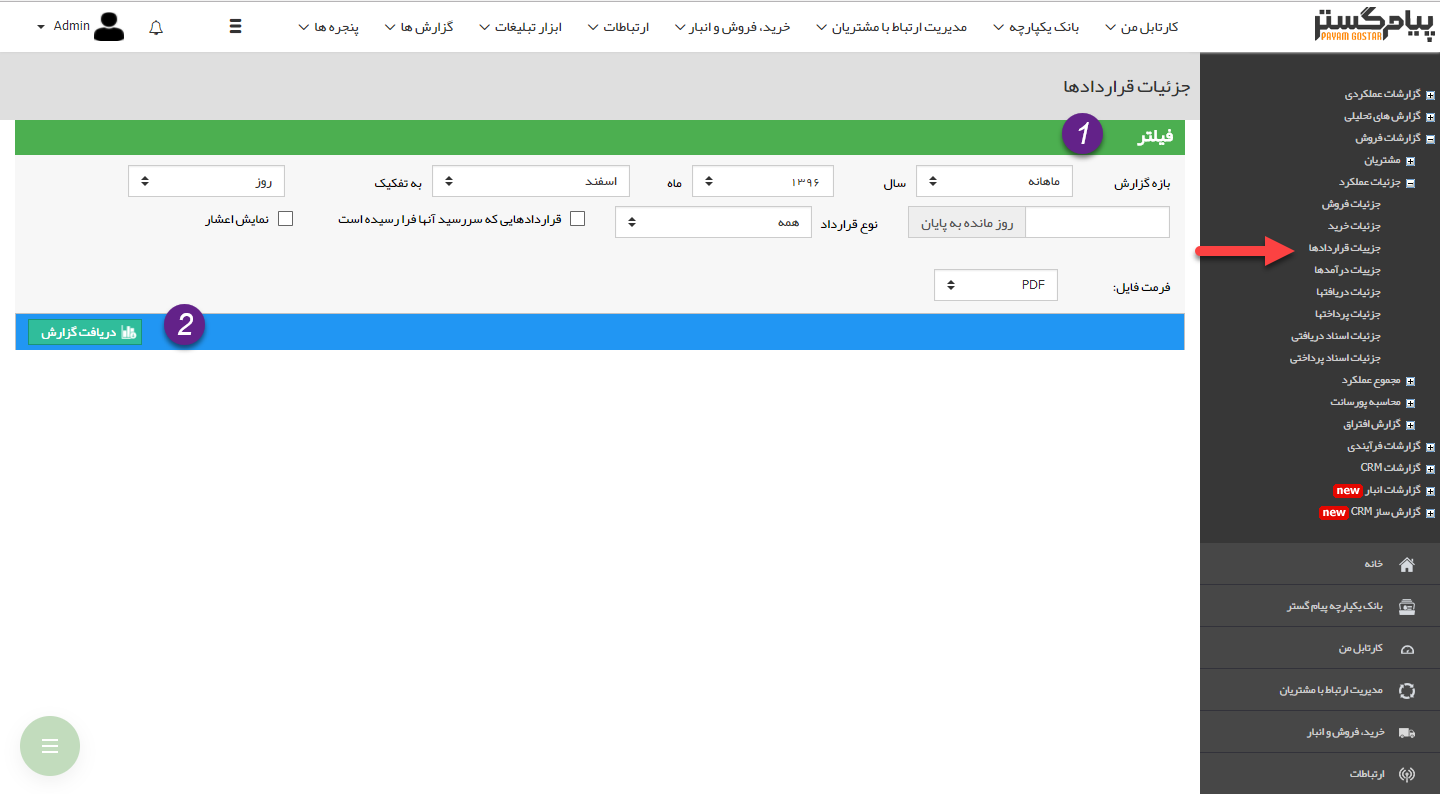 پیام گستر
PAYAM GOSTAR
کارتابل من
بانک یکپارچه
مدیریت ارتباط با مشتریان
خرید، فروش و انبار
ارتباطات
ابزار تبلیغات
گزارش ها
پنجره ها
Admin
جزئیات قراردادها
فیلتر
1
بازه گزارش ماهانه سال ۱۳۹۶ ماه اسفند به تفکیک روز
روز مانده به پایان نوع قرارداد همه قراردادهایی که سررسید آنها فرا رسیده است نمایش اعشار
فرمت فایل: PDF
دریافت گزارش
2
گزارشات عملکردی
گزارش های تحلیلی
گزارشات فروش
مشتریان
جزئیات عملکرد
جزئیات فروش
جزئیات خرید
جزییات قراردادها
جزییات درآمدها
جزئیات دریافتها
جزئیات پرداختها
جزئیات اسناد دریافتی
جزئیات اسناد پرداختی
مجموع عملکرد
محاسبه پورسانت
گزارش افتراق
گزارشات فرآیندی
گزارشات CRM
گزارشات انبار new
گزارش ساز CRM new
خانه
بانک یکپارچه پیام گستر
کارتابل من
مدیریت ارتباط با مشتریان
خرید، فروش و انبار
ارتباطات